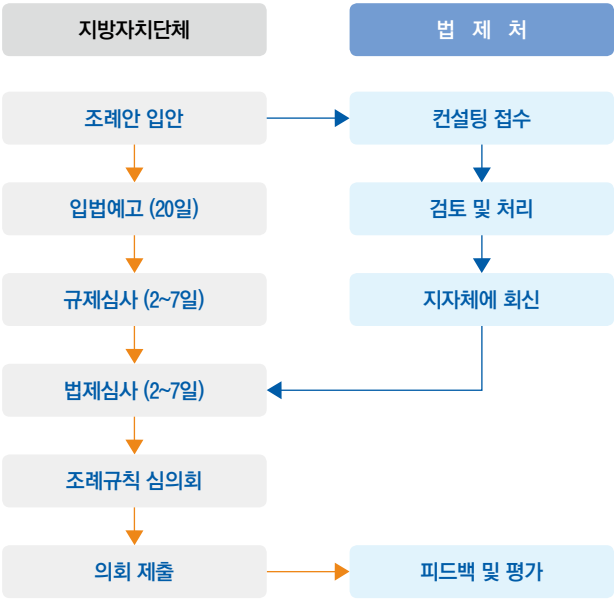 지방자치단체
법 제 처
조례안 입안
컨설팅 접수
입법예고 (20일)
검토 및 처리
규제심사 (2~7일)
지자체에 회신
법제심사 (2~7일)
조례규칙 심의회
의회 제출
피드백 및 평가